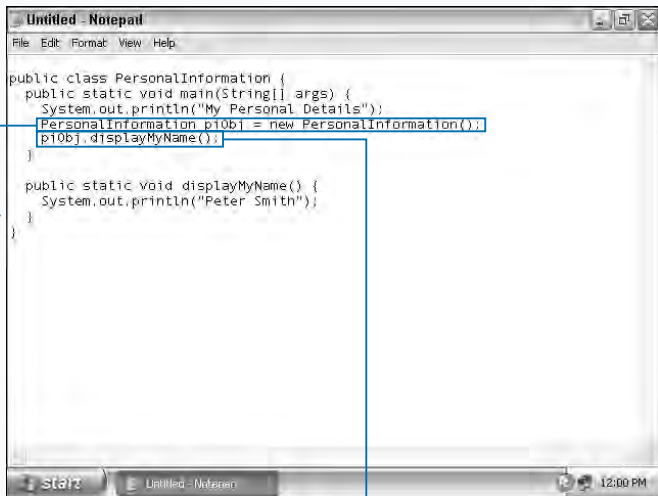 Untitled - Notepad
File Edit Format View Help
public class PersonalInformation {
public static void main(String[] args) {
System.out.println("My Personal Details");
PersonalInformation piObj = new PersonalInformation();
piObj.displayMyName();
}
public static void displayMyName() {
System.out.println("Peter Smith");
}
}
start Untitled - Notepad 12:00 PM